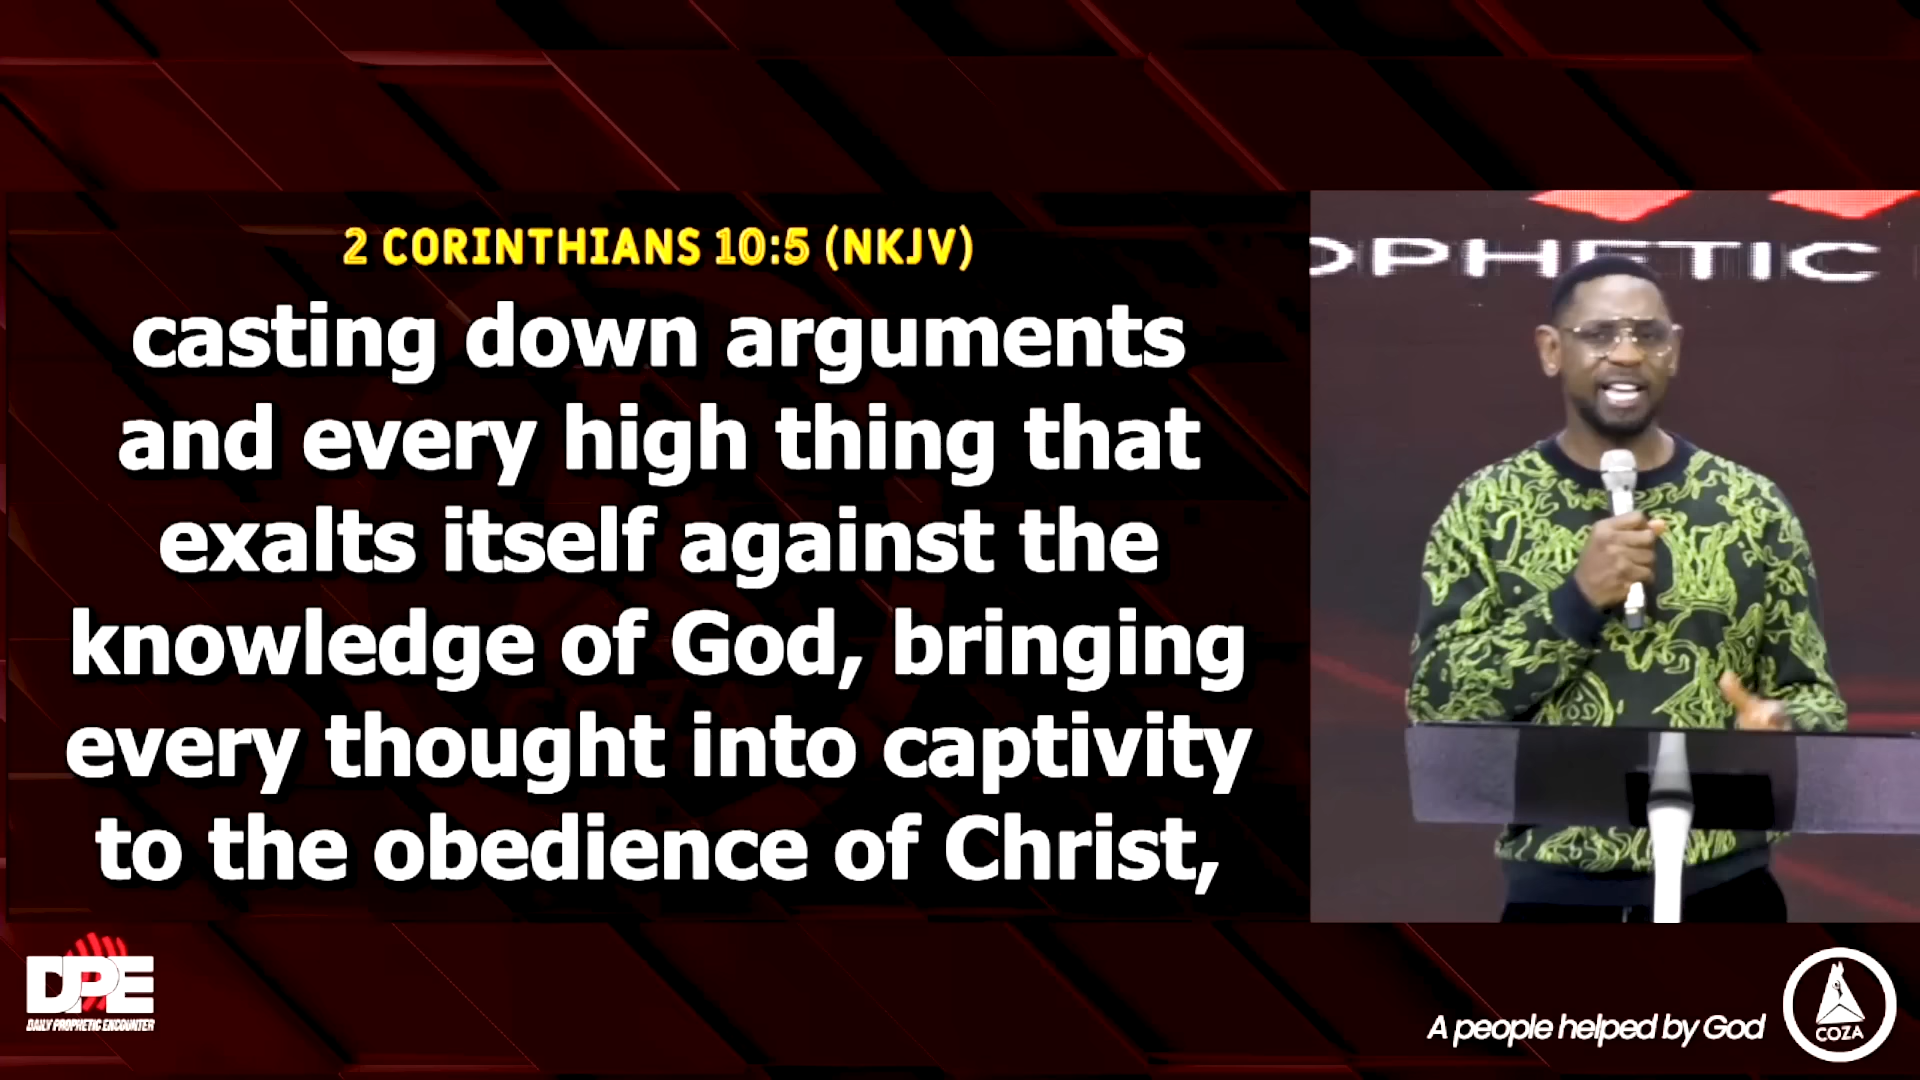 2 CORINTHIANS 10:5 (NKJV)
casting down arguments
and every high thing that
exalts itself against the
knowledge of God, bringing
every thought into captivity
to the obedience of Christ,
OPHETIC
DPE
DAILY PROPHETIC ENCOUNTER
A people helped by God
COZA